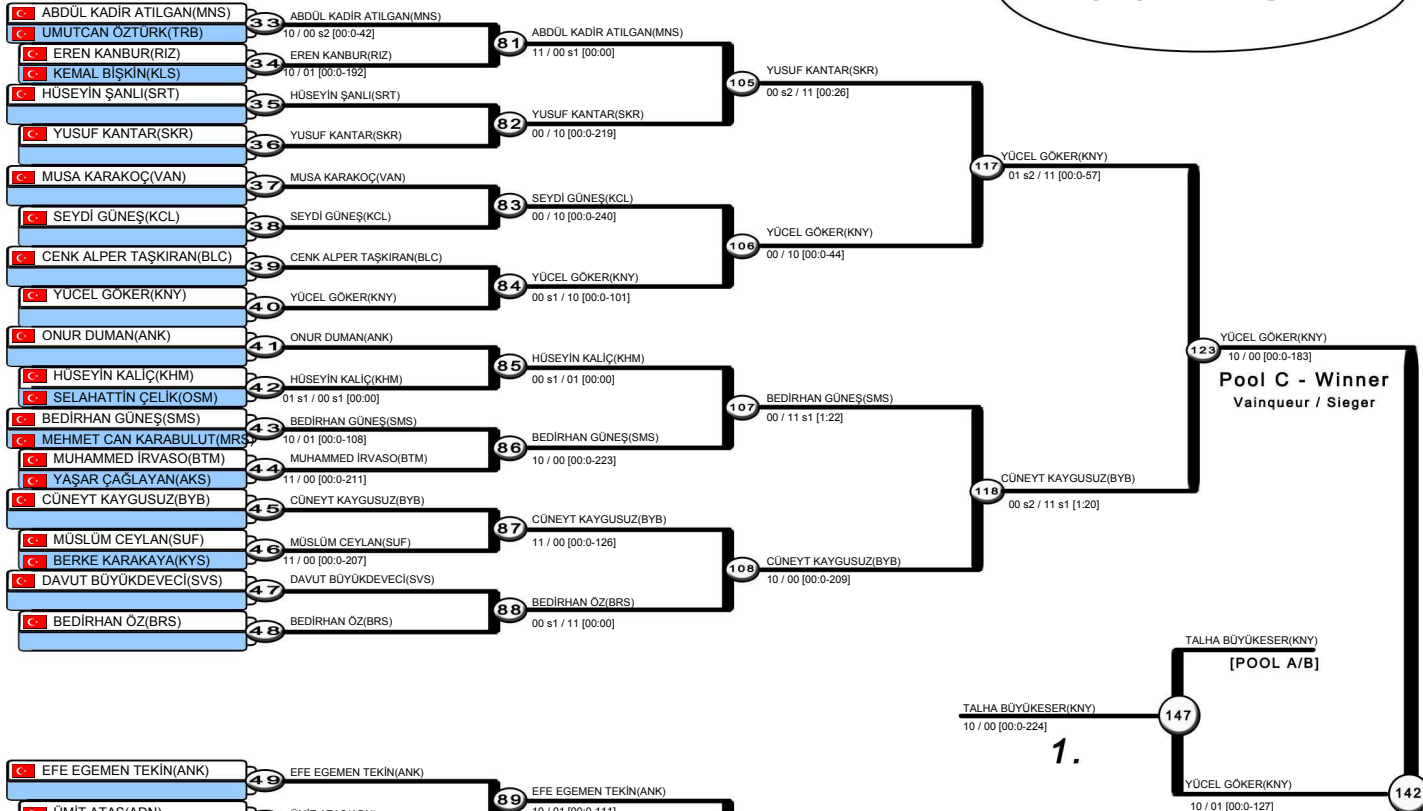 ABDÜL KADİR ATILGAN(MNS)
UMUTCAN ÖZTÜRK(TRB)
EREN KANBUR(RIZ)
KEMAL BİŞKİN(KLS)
HÜSEYİN ŞANLI(SRT)
YUSUF KANTAR(SKR)
MUSA KARAKOÇ(VAN)
SEYDİ GÜNEŞ(KCL)
CENK ALPER TAŞKIRAN(BLC)
YÜCEL GÖKER(KNY)
ONUR DUMAN(ANK)
HÜSEYİN KALİÇ(KHM)
SELAHATTİN ÇELİK(OSM)
BEDİRHAN GÜNEŞ(SMS)
MEHMET CAN KARABULUT(MRS)
MUHAMMED İRVASO(BTM)
YAŞAR ÇAĞLAYAN(AKS)
CÜNEYT KAYGUSUZ(BYB)
MÜSLÜM CEYLAN(SUF)
BERKE KARAKAYA(KYS)
DAVUT BÜYÜKDEVECİ(SVS)
BEDİRHAN ÖZ(BRS)
EFE EGEMEN TEKİN(ANK)
33
ABDÜL KADİR ATILGAN(MNS)
10 / 00 s2 [00:0-42]
34
EREN KANBUR(RIZ)
10 / 01 [00:0-192]
35
HÜSEYİN ŞANLI(SRT)
36
YUSUF KANTAR(SKR)
37
MUSA KARAKOÇ(VAN)
38
SEYDİ GÜNEŞ(KCL)
39
CENK ALPER TAŞKIRAN(BLC)
40
YÜCEL GÖKER(KNY)
41
ONUR DUMAN(ANK)
42
HÜSEYİN KALİÇ(KHM)
01 s1 / 00 s1 [00:00]
43
BEDİRHAN GÜNEŞ(SMS)
10 / 01 [00:0-108]
44
MUHAMMED İRVASO(BTM)
11 / 00 [00:0-211]
45
CÜNEYT KAYGUSUZ(BYB)
46
MÜSLÜM CEYLAN(SUF)
11 / 00 [00:0-207]
47
DAVUT BÜYÜKDEVECİ(SVS)
48
BEDİRHAN ÖZ(BRS)
49
EFE EGEMEN TEKİN(ANK)
81
ABDÜL KADİR ATILGAN(MNS)
11 / 00 s1 [00:00]
82
YUSUF KANTAR(SKR)
00 / 10 [00:0-219]
83
SEYDİ GÜNEŞ(KCL)
00 / 10 [00:0-240]
84
YÜCEL GÖKER(KNY)
00 s1 / 10 [00:0-101]
85
HÜSEYİN KALİÇ(KHM)
00 s1 / 01 [00:00]
86
BEDİRHAN GÜNEŞ(SMS)
10 / 00 [00:0-223]
87
CÜNEYT KAYGUSUZ(BYB)
11 / 00 [00:0-126]
88
BEDİRHAN ÖZ(BRS)
00 s1 / 11 [00:00]
89
EFE EGEMEN TEKİN(ANK)
10 / 01 [00:0-111]
105
YUSUF KANTAR(SKR)
00 s2 / 11 [00:26]
106
YÜCEL GÖKER(KNY)
00 / 10 [00:0-44]
107
BEDİRHAN GÜNEŞ(SMS)
00 / 11 s1 [1:22]
108
CÜNEYT KAYGUSUZ(BYB)
10 / 00 [00:0-209]
117
YÜCEL GÖKER(KNY)
01 s2 / 11 [00:0-57]
118
CÜNEYT KAYGUSUZ(BYB)
00 s2 / 11 s1 [1:20]
123
YÜCEL GÖKER(KNY)
10 / 00 [00:0-183]
Pool C - Winner
Vainqueur / Sieger
TALHA BÜYÜKESER(KNY)
[POOL A/B]
TALHA BÜYÜKESER(KNY)
147
10 / 00 [00:0-224]
1.
YÜCEL GÖKER(KNY)
142
10 / 01 [00:0-127]